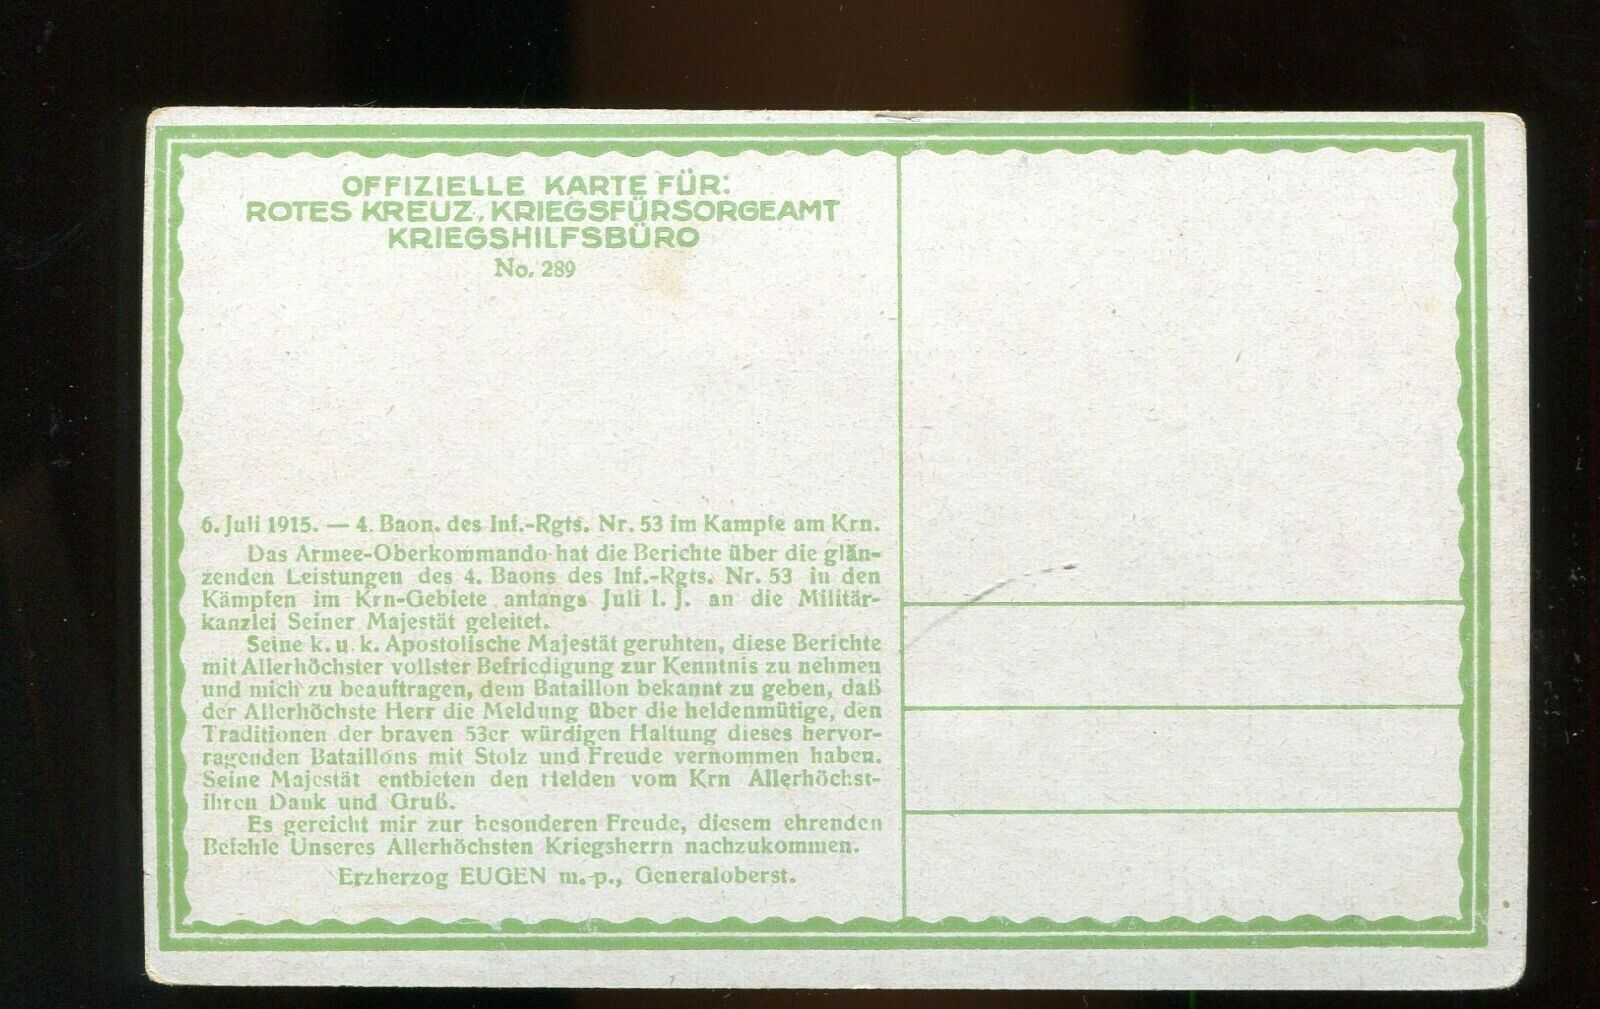 OFFIZIELLE KARTE FÜR:
ROTES KREUZ, KRIEGSFÜRSORGEAMT
KRIEGSHILFSBÜRO
No. 289
6. Juli 1915. — 4. Baon. des Inf.-Rgts. Nr. 53 im Kampfe am Krn.
Das Armee-Oberkommando hat die Berichte über die glän-
zenden Leistungen des 4. Baons des Inf.-Rgts. Nr. 53 in den
Kämpfen im Krn-Gebiete anfangs Juli l. J. an die Militär-
kanzlei Seiner Majestät geleitet.
Seine k. u. k. Apostolische Majestät geruhten, diese Berichte
mit Allerhöchster vollster Befriedigung zur Kenntnis zu nehmen
und mich zu beauftragen, dem Bataillon bekannt zu geben, daß
der Allerhöchste Herr die Meldung über die heldenmütige, den
Traditionen der braven 53er würdigen Haltung dieses hervor-
ragenden Bataillons mit Stolz und Freude vernommen haben.
Seine Majestät entbieten den Helden vom Krn Allerhöchst-
ihren Dank und Gruß.
Es gereicht mir zur besonderen Freude, diesem ehrenden
Befehle Unseres Allerhöchsten Kriegsherrn nachzukommen.
Erzherzog EUGEN m. p., Generaloberst.